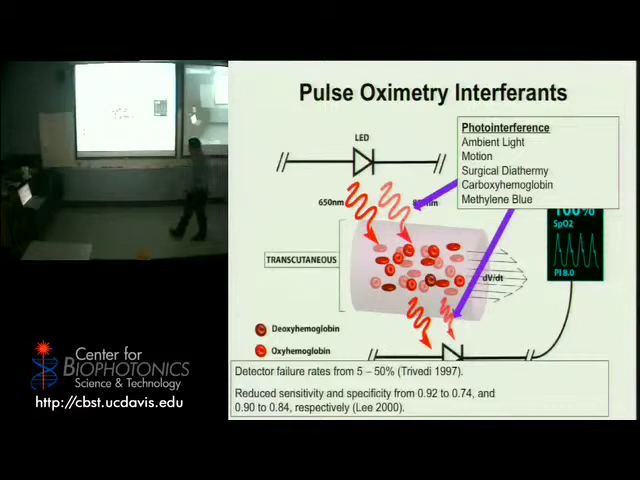 Pulse Oximetry Interferants
LED
Photointerference
Ambient Light
Motion
Surgical Diathermy
Carboxyhemoglobin
Methylene Blue
650nm
100%
SpO2
PI 8.0
TRANSCUTANEOUS
dV/dt
Deoxyhemoglobin
Oxyhemoglobin
Detector failure rates from 5 – 50% (Trivedi 1997).
Reduced sensitivity and specificity from 0.92 to 0.74, and
0.90 to 0.84, respectively (Lee 2000).
Center for
BIOPHOTONICS
Science & Technology
http://cbst.ucdavis.edu